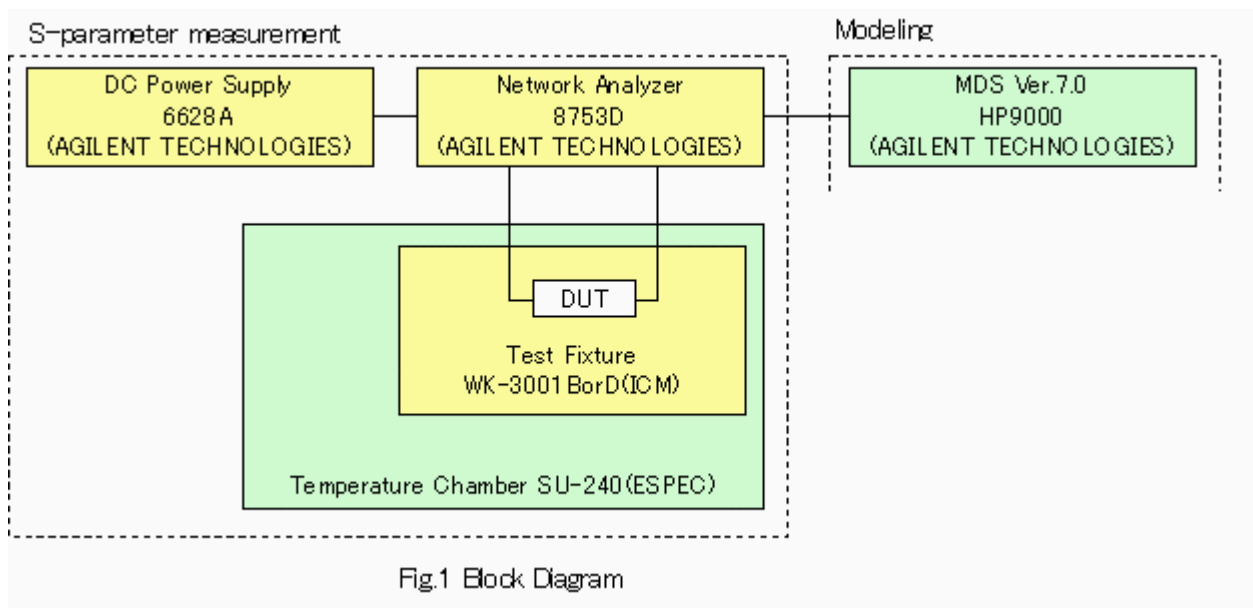 S-parameter measurement
Modeling
DC Power Supply
6628A
(AGILENT TECHNOLOGIES)
Network Analyzer
8753D
(AGILENT TECHNOLOGIES)
MDS Ver.7.0
HP9000
(AGILENT TECHNOLOGIES)
DUT
Test Fixture
WK-3001BorD(ICM)
Temperature Chamber SU-240(ESPEC)
Fig.1 Block Diagram